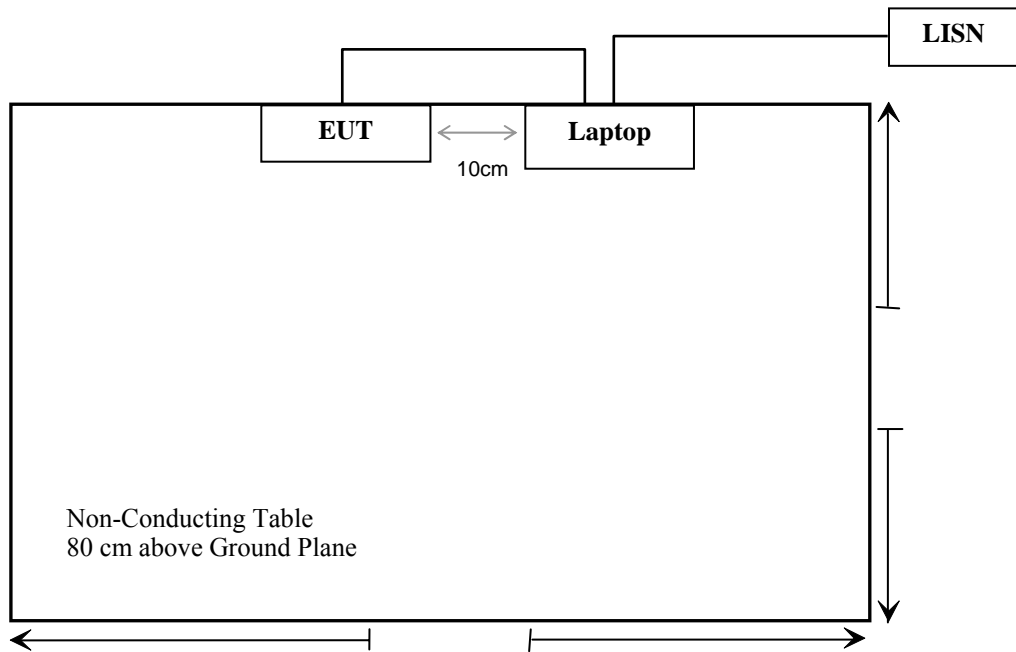 LISN
EUT
Laptop
10cm
Non-Conducting Table
80 cm above Ground Plane